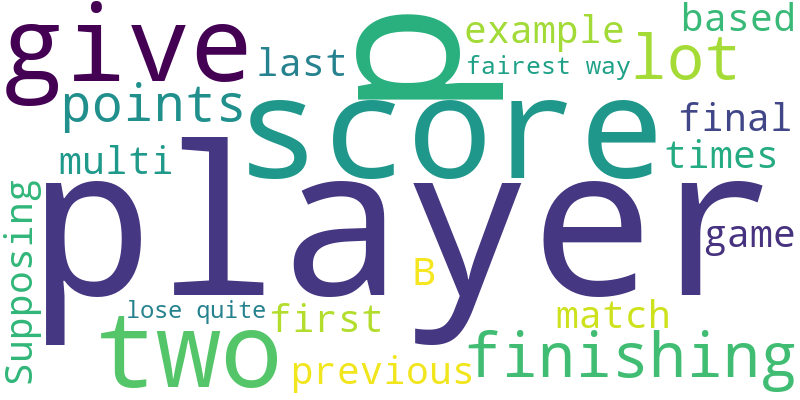 give
p
example
based
last
fairest way
lot
points
score
final
multi
times
player
Supposing
game
B
lose quite
first
match
two
previous
finishing